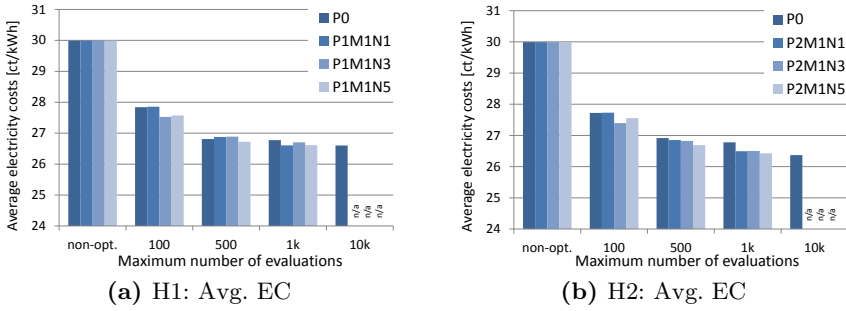 Average electricity costs [ct/kWh]
31
30
29
28
27
26
25
24
P0
P1M1N1
P1M1N3
P1M1N5
n/a
n/a
n/a
non-opt.
100
500
1k
10k
Maximum number of evaluations
(a) H1: Avg. EC
Average electricity costs [ct/kWh]
31
30
29
28
27
26
25
24
P0
P2M1N1
P2M1N3
P2M1N5
n/a
n/a
n/a
non-opt.
100
500
1k
10k
Maximum number of evaluations
(b) H2: Avg. EC